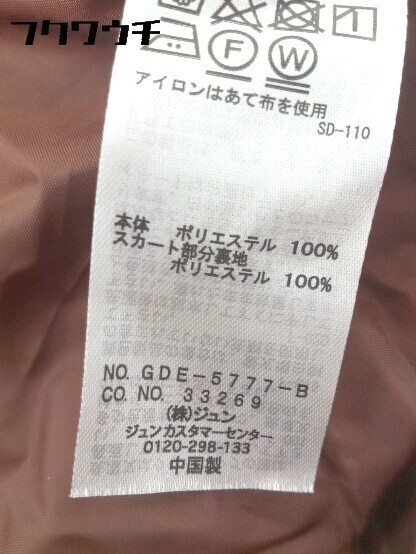 フクワウチ
F W
アイロンはあて布を使用
SD-110
本体 ポリエステル 100%
スカート部分裏地
ポリエステル 100%
NO. GDE-5777-B
CO. NO. 33269
(株)ジュン
ジュンカスタマーセンター
0120-298-133
中国製